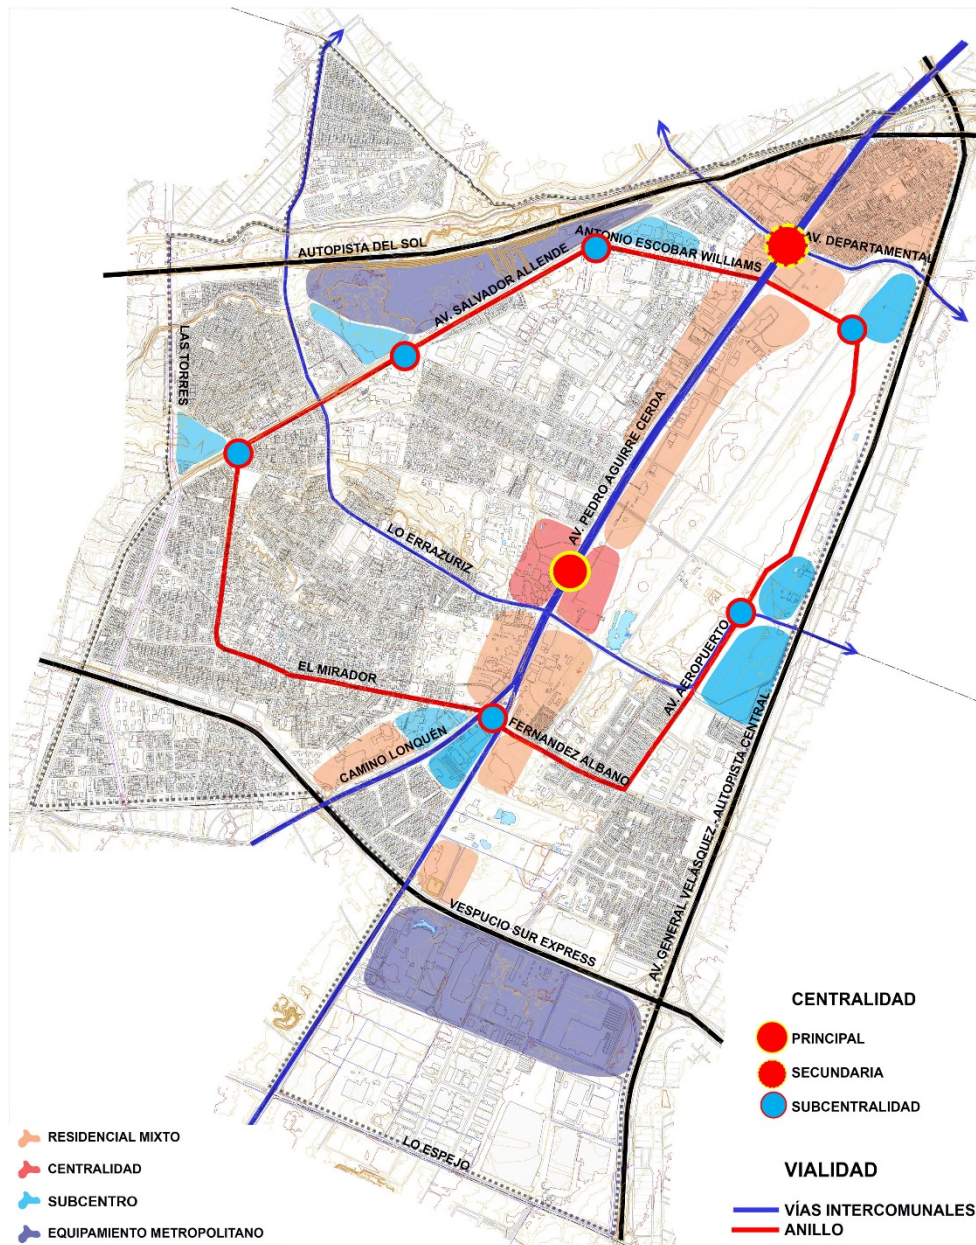 AUTOPISTA DEL SOL
ANTONIO ESCOBAR WILLIAMS
AV. DEPARTAMENTAL
AV. SALVADOR ALLENDE
LAS TORRES
AV. PEDRO AGUIRRE CERDA
LO ERRAZURIZ
EL MIRADOR
AV. AEROPUERTO
CAMINO LONQUÉN
FERNANDEZ ALBANO
AV. GENERAL VELÁSQUEZ - AUTOPISTA CENTRAL
VESPUCIO SUR EXPRESS
LO ESPEJO
CENTRALIDAD
PRINCIPAL
SECUNDARIA
SUBCENTRALIDAD
RESIDENCIAL MIXTO
CENTRALIDAD
SUBCENTRO
EQUIPAMIENTO METROPOLITANO
VIALIDAD
VÍAS INTERCOMUNALES
ANILLO